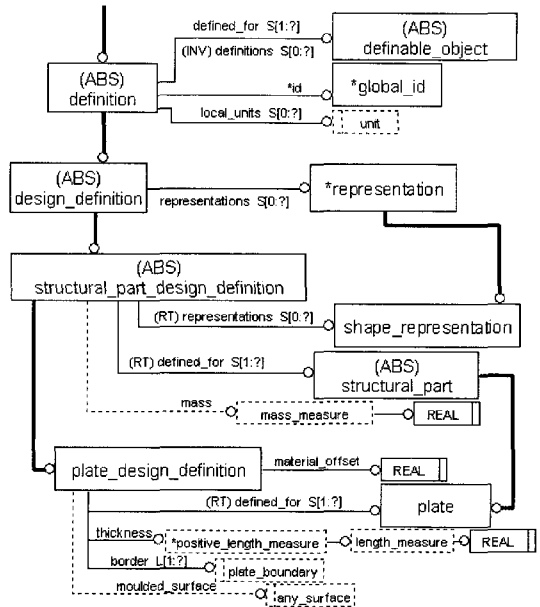 defined_for S[1:?]
(ABS)
definable_object
(INV) definitions S[0:?]
(ABS)
definition
*id
*global_id
local_units S[0:?]
unit
(ABS)
design_definition
representations S[0:?]
*representation
(ABS)
structural_part_design_definition
(RT) representations S[0:?]
shape_representation
(RT) defined_for S[1:?]
(ABS)
structural_part
mass
mass_measure
REAL
plate_design_definition
material_offset
REAL
(RT) defined_for S[1:?]
plate
thickness
*positive_length_measure
length_measure
REAL
border L[1:?]
plate_boundary
moulded_surface
any_surface